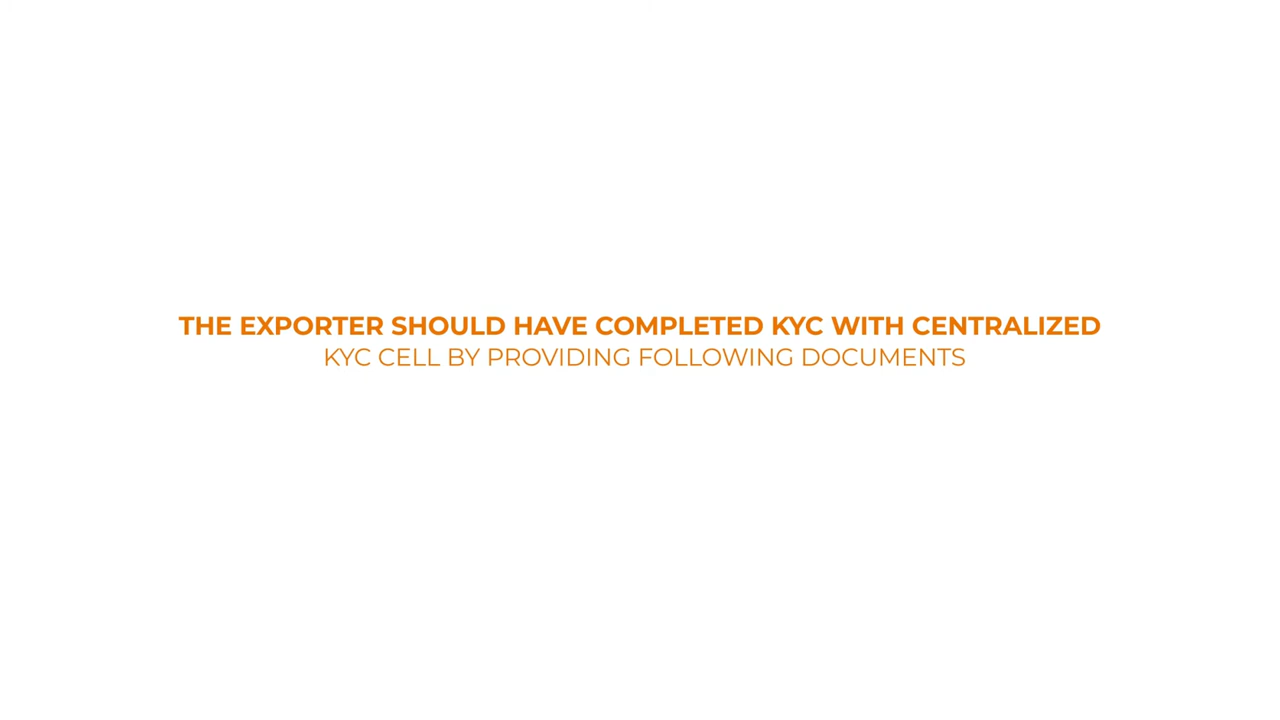 THE EXPORTER SHOULD HAVE COMPLETED KYC WITH CENTRALIZED
KYC CELL BY PROVIDING FOLLOWING DOCUMENTS